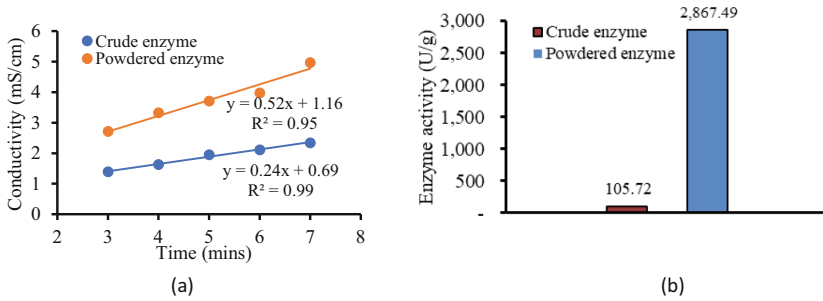 6
5
4
3
2
1
0
2
3
4
5
6
7
8
Conductivity (mS/cm)
Time (mins)
Crude enzyme
Powdered enzyme
y = 0.52x + 1.16
R² = 0.95
y = 0.24x + 0.69
R² = 0.99
(a)
3,000
2,500
2,000
1,500
1,000
500
-
Enzyme activity (U/g)
Crude enzyme
Powdered enzyme
105.72
2,867.49
(b)